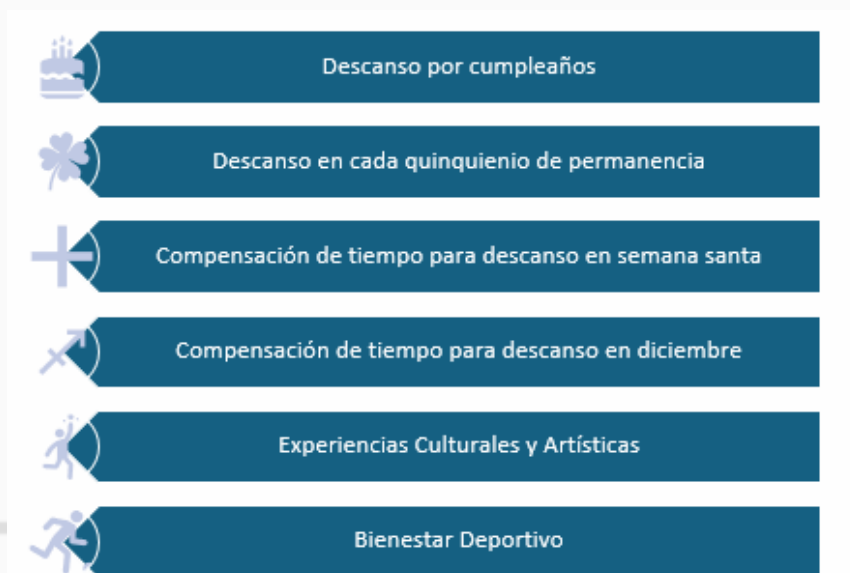 Descanso por cumpleaños
Descanso en cada quinquienio de permanencia
Compensación de tiempo para descanso en semana santa
Compensación de tiempo para descanso en diciembre
Experiencias Culturales y Artísticas
Bienestar Deportivo